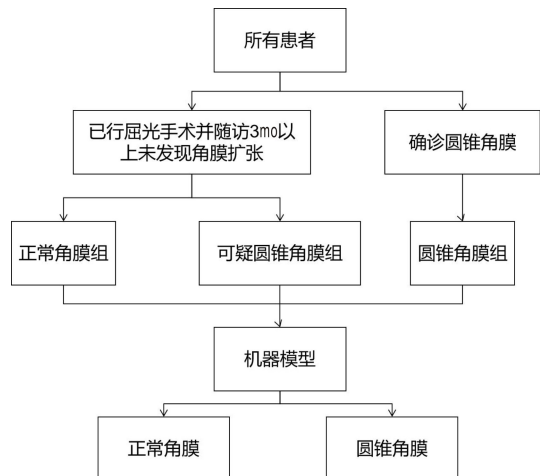 所有患者
已行屈光手术并随访3mo以
上未发现角膜扩张
确诊圆锥角膜
正常角膜组
可疑圆锥角膜组
圆锥角膜组
机器模型
正常角膜
圆锥角膜